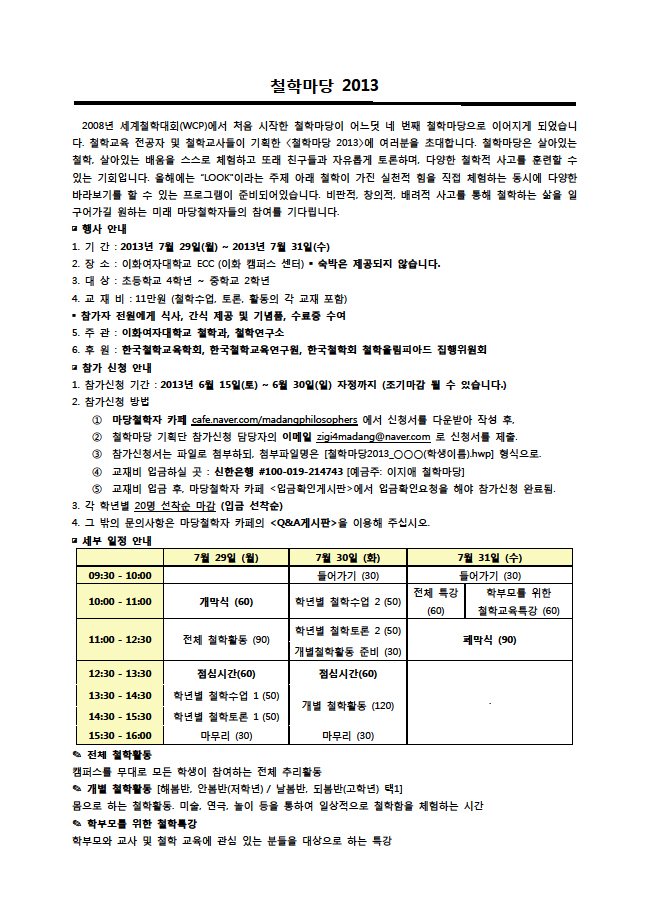 철학마당 2013
2008년 세계철학대회(WCP)에서 처음 시작한 철학마당이 어느덧 네 번째 철학마당으로 이어지게 되었습니
다. 철학교육 전공자 및 철학교사들이 기획한 <철학마당 2013>에 여러분을 초대합니다. 철학마당은 살아있는
철학, 살아있는 배움을 스스로 체험하고 또래 친구들과 자유롭게 토론하며, 다양한 철학적 사고를 훈련할 수
있는 기회입니다. 올해에는 “LOOK”이라는 주제 아래 철학이 가진 실천적 힘을 직접 체험하는 동시에 다양한
바라보기를 할 수 있는 프로그램이 준비되어있습니다. 비판적, 창의적, 배려적 사고를 통해 철학하는 삶을 일
구어가길 원하는 미래 마당철학자들의 참여를 기다립니다.
◪ 행사 안내
1. 기 간 : 2013년 7월 29일(월) ~ 2013년 7월 31일(수)
2. 장 소 : 이화여자대학교 ECC (이화 캠퍼스 센터) ▪ 숙박은 제공되지 않습니다.
3. 대 상 : 초등학교 4학년 ~ 중학교 2학년
4. 교 재 비 : 11만원 (철학수업, 토론, 활동의 각 교재 포함)
▪ 참가자 전원에게 식사, 간식 제공 및 기념품, 수료증 수여
5. 주 관 : 이화여자대학교 철학과, 철학연구소
6. 후 원 : 한국철학교육학회, 한국철학교육연구원, 한국철학회 철학올림피아드 집행위원회
◪ 참가 신청 안내
1. 참가신청 기간 : 2013년 6월 15일(토) ~ 6월 30일(일) 자정까지 (조기마감 될 수 있습니다.)
2. 참가신청 방법
① 마당철학자 카페 cafe.naver.com/madangphilosophers 에서 신청서를 다운받아 작성 후,
② 철학마당 기획단 참가신청 담당자의 이메일 zigi4madang@naver.com 로 신청서를 제출.
③ 참가신청서는 파일로 첨부하되, 첨부파일명은 [철학마당2013_○○○(학생이름).hwp] 형식으로.
④ 교재비 입금하실 곳 : 신한은행 #100-019-214743 [예금주: 이지애 철학마당]
⑤ 교재비 입금 후, 마당철학자 카페 <입금확인게시판>에서 입금확인요청을 해야 참가신청 완료됨.
3. 각 학년별 20명 선착순 마감 (입금 선착순)
4. 그 밖의 문의사항은 마당철학자 카페의 <Q&A게시판>을 이용해 주십시오.
◪ 세부 일정 안내
7월 29일 (월) 7월 30일 (화) 7월 31일 (수)
09:30 - 10:00 들어가기 (30) 들어가기 (30)
10:00 - 11:00 개막식 (60) 학년별 철학수업 2 (50) 전체 특강 (60) 학부모를 위한 철학교육특강 (60)
11:00 - 12:30 전체 철학활동 (90) 학년별 철학토론 2 (50) 개별철학활동 준비 (30) 폐막식 (90)
12:30 - 13:30 점심시간(60) 점심시간(60)
13:30 - 14:30 학년별 철학수업 1 (50) 개별 철학활동 (120)
14:30 - 15:30 학년별 철학토론 1 (50)
15:30 - 16:00 마무리 (30) 마무리 (30)
✎ 전체 철학활동
캠퍼스를 무대로 모든 학생이 참여하는 전체 추리활동
✎ 개별 철학활동 [해봄반, 안봄반(저학년) / 날봄반, 되봄반(고학년) 택1]
몸으로 하는 철학활동. 미술, 연극, 놀이 등을 통하여 일상적으로 철학함을 체험하는 시간
✎ 학부모를 위한 철학특강
학부모와 교사 및 철학 교육에 관심 있는 분들을 대상으로 하는 특강